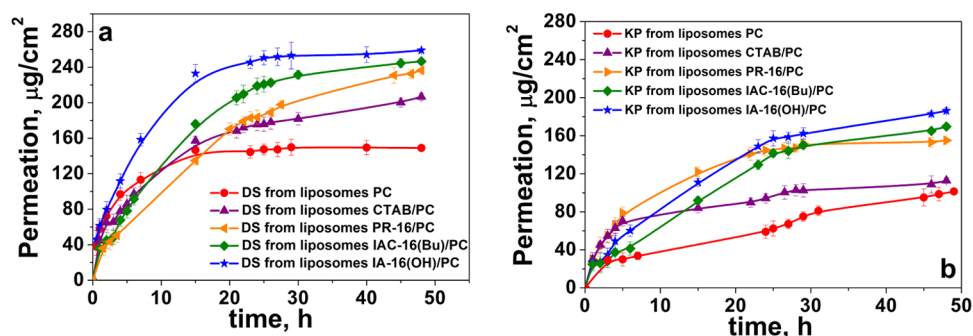 a
Permeation, μg/cm²
280
240
200
160
120
80
40
0
DS from liposomes PC
DS from liposomes CTAB/PC
DS from liposomes PR-16/PC
DS from liposomes IAC-16(Bu)/PC
DS from liposomes IA-16(OH)/PC
0 10 20 30 40 50
time, h
b
Permeation, μg/cm²
280
240
200
160
120
80
40
0
KP from liposomes PC
KP from liposomes CTAB/PC
KP from liposomes PR-16/PC
KP from liposomes IAC-16(Bu)/PC
KP from liposomes IA-16(OH)/PC
0 10 20 30 40 50
time, h